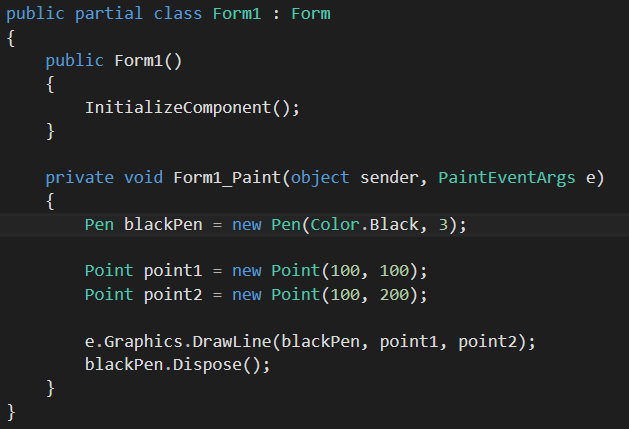 public partial class Form1 : Form
{
    public Form1()
    {
        InitializeComponent();
    }

    private void Form1_Paint(object sender, PaintEventArgs e)
    {
        Pen blackPen = new Pen(Color.Black, 3);

        Point point1 = new Point(100, 100);
        Point point2 = new Point(100, 200);

        e.Graphics.DrawLine(blackPen, point1, point2);
        blackPen.Dispose();
    }
}